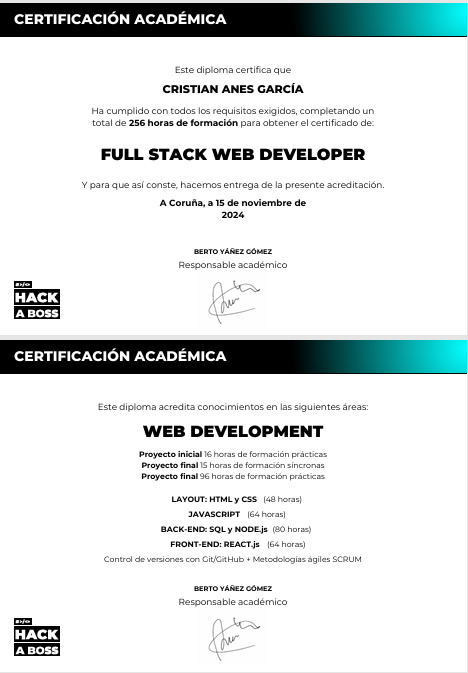 CERTIFICACIÓN ACADÉMICA
Este diploma certifica que
CRISTIAN ANES GARCÍA
Ha cumplido con todos los requisitos exigidos, completando un
total de 256 horas de formación para obtener el certificado de:
FULL STACK WEB DEVELOPER
Y para que así conste, hacemos entrega de la presente acreditación.
A Coruña, a 15 de noviembre de
2024
BERTO YÁÑEZ GÓMEZ
Responsable académico
HACK
A BOSS
CERTIFICACIÓN ACADÉMICA
Este diploma acredita conocimientos en las siguientes áreas:
WEB DEVELOPMENT
Proyecto inicial 16 horas de formación prácticas
Proyecto final 15 horas de formación síncronas
Proyecto final 96 horas de formación prácticas
LAYOUT: HTML y CSS (48 horas)
JAVASCRIPT (64 horas)
BACK-END: SQL y NODE.js (80 horas)
FRONT-END: REACT.js (64 horas)
Control de versiones con Git/GitHub + Metodologías ágiles SCRUM
BERTO YÁÑEZ GÓMEZ
Responsable académico
HACK
A BOSS